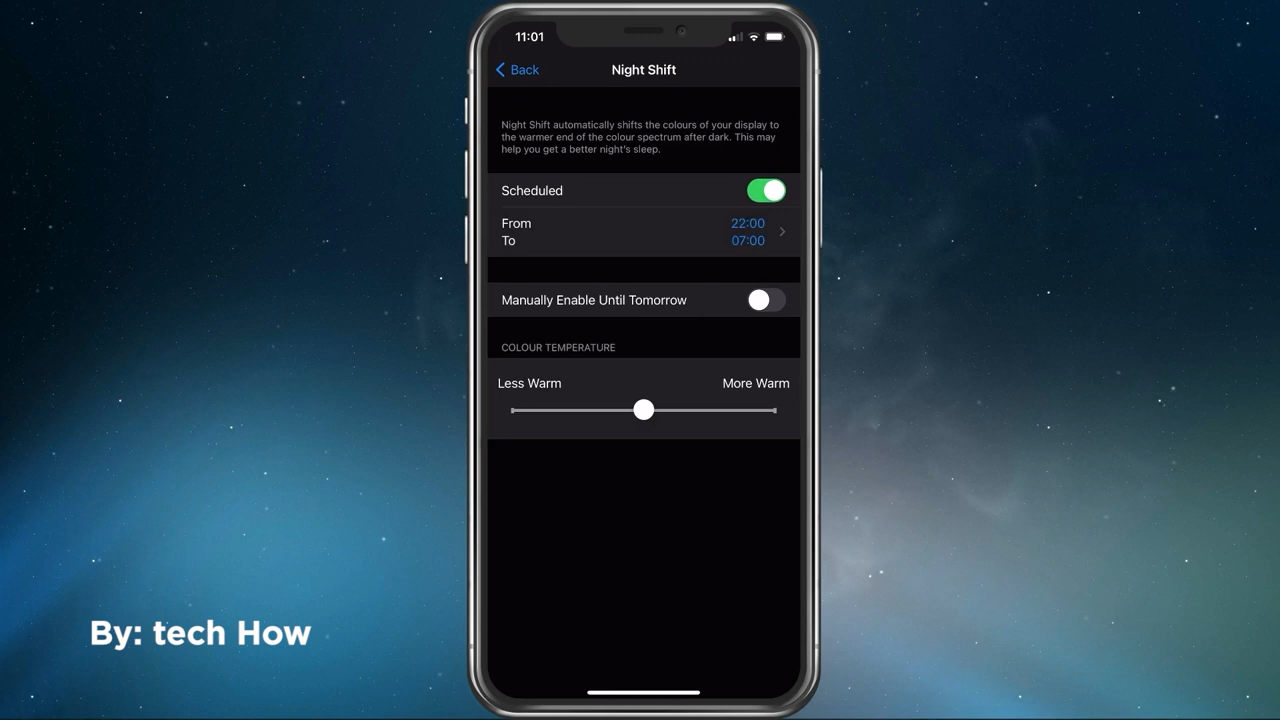 11:01
Back
Night Shift
Night Shift automatically shifts the colours of your display to
the warmer end of the colour spectrum after dark. This may
help you get a better night's sleep.
Scheduled
From 22:00
To 07:00
Manually Enable Until Tomorrow
COLOUR TEMPERATURE
Less Warm More Warm
By: tech How